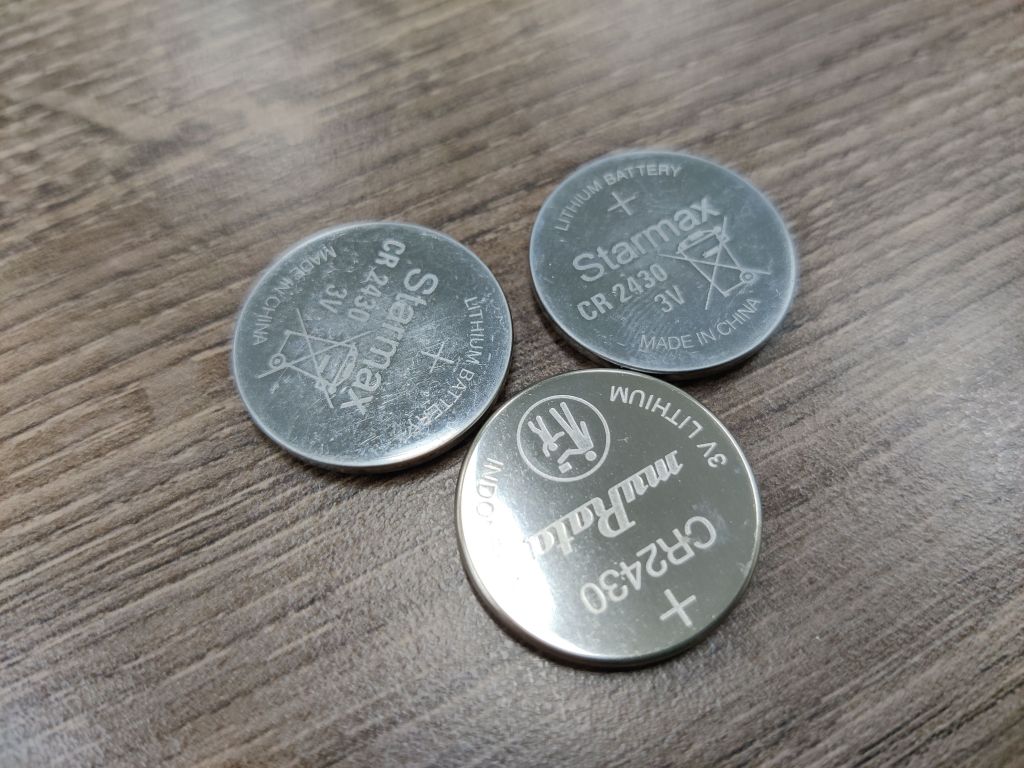 LITHIUM BATTERY
+
Starmax
CR 2430
3V
MADE IN CHINA
LITHIUM BATTERY
+
Starmax
CR 2430
3V
MADE IN CHINA
3V LITHIUM
muRata
CR2430
+